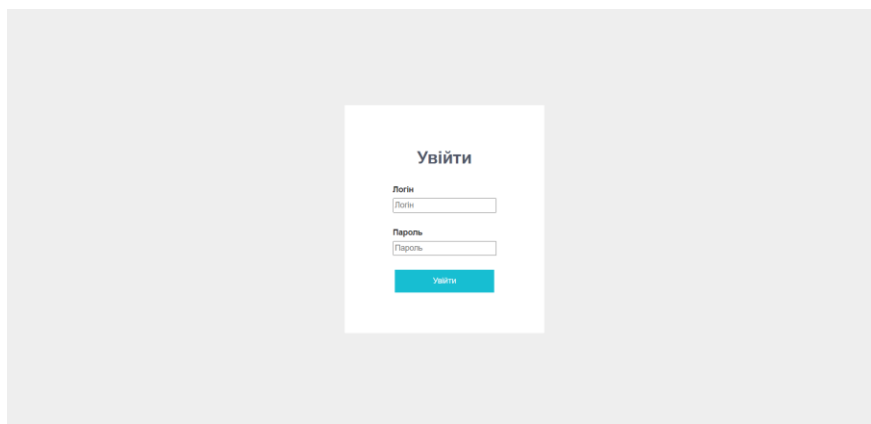 Увійти
Логін
Логін
Пароль
Пароль
Увійти